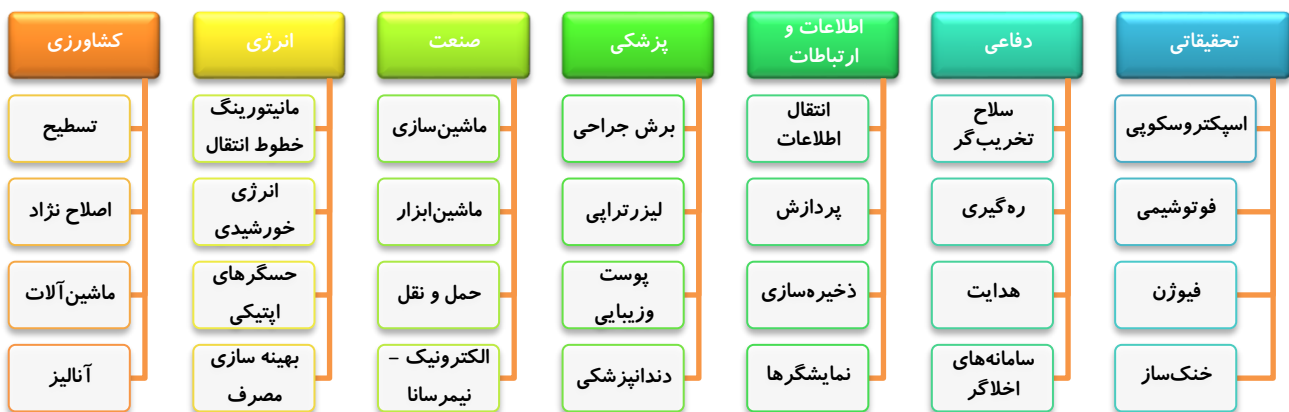 تحقیقاتی
اسپکتروسکوپی
فوتوشیمی
فیوژن
خنک‌ساز
دفاعی
سلاح
تخریب‌گر
ره‌گیری
هدایت
سامانه‌های
اخلاگر
اطلاعات و
ارتباطات
انتقال
اطلاعات
پردازش
ذخیره‌سازی
نمایشگرها
پزشکی
برش جراحی
لیزرتراپی
پوست
وزیبایی
دندانپزشکی
صنعت
ماشین‌سازی
ماشین‌ابزار
حمل و نقل
الکترونیک –
نیمرسانا
انرژی
مانیتورینگ
خطوط انتقال
انرژی
خورشیدی
حسگرهای
اپتیکی
بهینه سازی
مصرف
کشاورزی
تسطیح
اصلاح نژاد
ماشین‌آلات
آنالیز